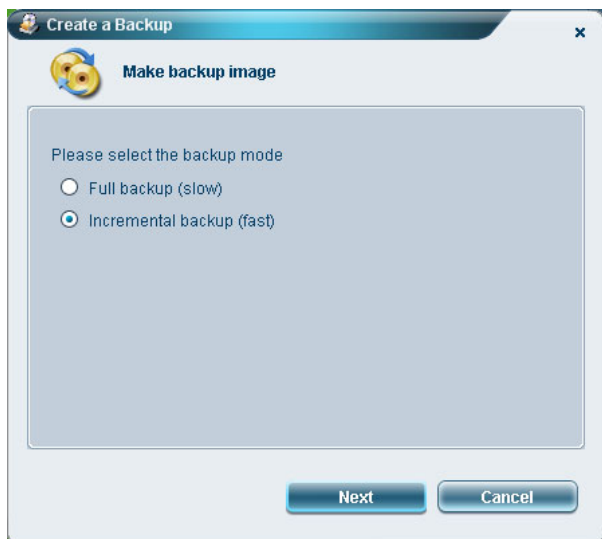 Create a Backup
Make backup image
Please select the backup mode
Full backup (slow)
Incremental backup (fast)
Next
Cancel